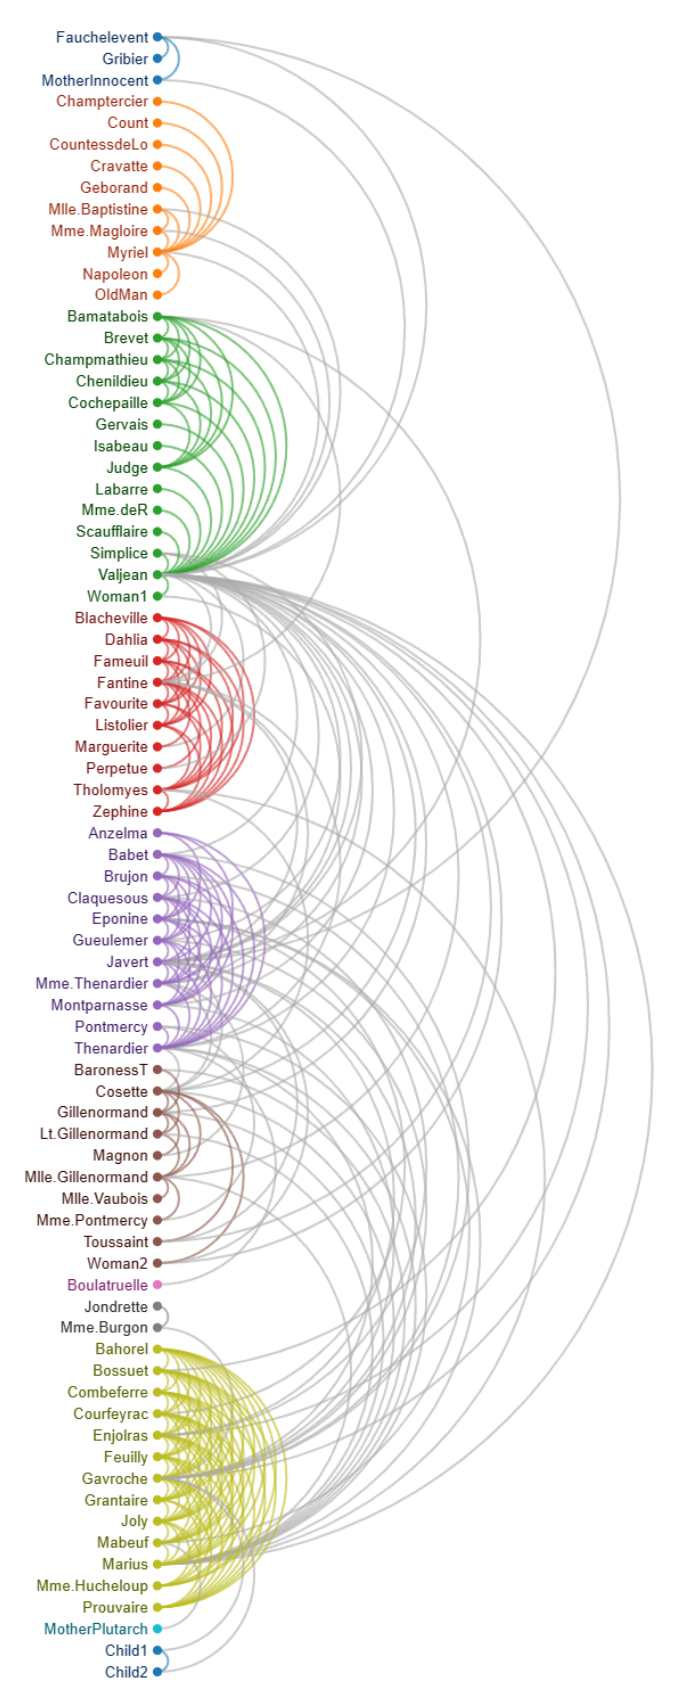 Fauchelevent
Gribier
MotherInnocent
Champtercier
Count
CountessdeLo
Cravatte
Geborand
Mlle.Baptistine
Mme.Magloire
Myriel
Napoleon
OldMan
Bamatabois
Brevet
Champmathieu
Chenildieu
Cochepaille
Gervais
Isabeau
Judge
Labarre
Mme.deR
Scaufflaire
Simplice
Valjean
Woman1
Blacheville
Dahlia
Fameuil
Fantine
Favourite
Listolier
Marguerite
Perpetue
Tholomyes
Zephine
Anzelma
Babet
Brujon
Claquesous
Eponine
Gueulemer
Javert
Mme.Thenardier
Montparnasse
Pontmercy
Thenardier
BaronessT
Cosette
Gillenormand
Lt.Gillenormand
Magnon
Mlle.Gillenormand
Mlle.Vaubois
Mme.Pontmercy
Toussaint
Woman2
Boulatruelle
Jondrette
Mme.Burgon
Bahorel
Bossuet
Combeferre
Courfeyrac
Enjolras
Feuilly
Gavroche
Grantaire
Joly
Mabeuf
Marius
Mme.Hucheloup
Prouvaire
MotherPlutarch
Child1
Child2